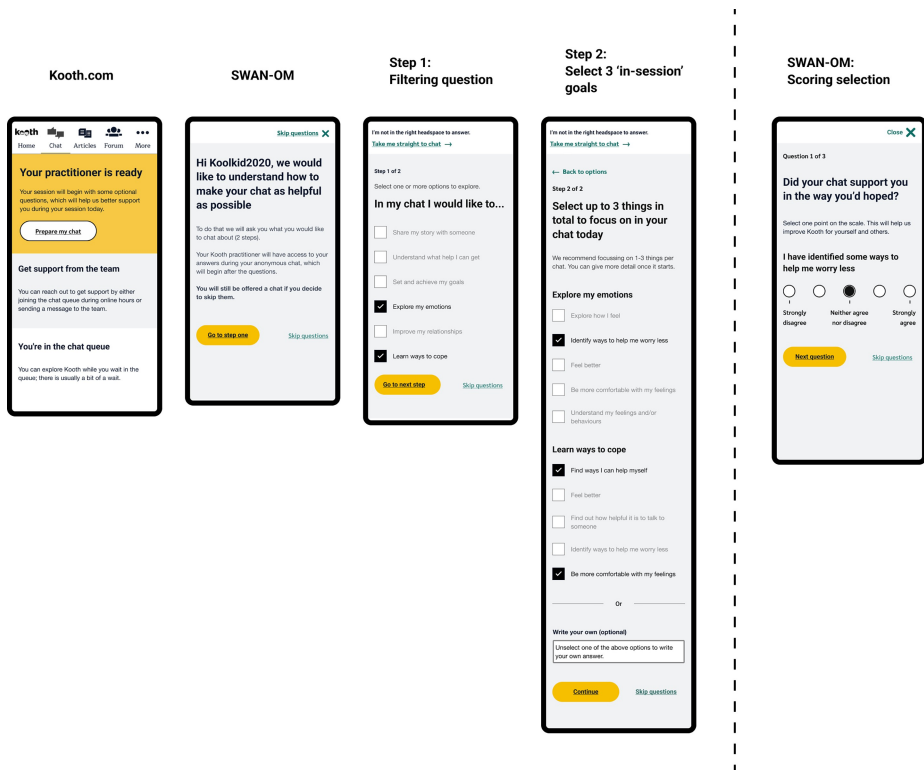 Kooth.com
SWAN-OM
Step 1:
Filtering question
Step 2:
Select 3 ‘in-session’
goals
SWAN-OM:
Scoring selection
kooth
Home Chat Articles Forum More
Your practitioner is ready
Your session will begin with some optional
questions, which will help us better support
you during your session today.
Prepare my chat
Get support from the team
You can reach out to get support by either
joining the chat queue during online hours or
sending a message to the team.
You're in the chat queue
You can explore Kooth while you wait in the
queue; there is usually a bit of a wait.
Skip questions
Hi Koolkid2020, we would
like to understand how to
make your chat as helpful
as possible
To do that we will ask you what you would like
to chat about (2 steps).
Your Kooth practitioner will have access to your
answers during your anonymous chat, which
will begin after the questions.
You will still be offered a chat if you decide
to skip them.
Go to step one
Skip questions
I'm not in the right headspace to answer.
Take me straight to chat →
Step 1 of 2
Select one or more options to explore.
In my chat I would like to...
Share my story with someone
Understand what help I can get
Set and achieve my goals
Explore my emotions
Improve my relationships
Learn ways to cope
Go to next step
Skip questions
I'm not in the right headspace to answer.
Take me straight to chat →
← Back to options
Step 2 of 2
Select up to 3 things in
total to focus on in your
chat today
We recommend focussing on 1-3 things per
chat. You can give more detail once it starts.
Explore my emotions
Explore how I feel
Identify ways to help me worry less
Feel better
Be more comfortable with my feelings
Understand my feelings and/or
behaviours
Learn ways to cope
Find ways I can help myself
Feel better
Find out how helpful it is to talk to
someone
Identify ways to help me worry less
Be more comfortable with my feelings
Or
Write your own (optional)
Unselect one of the above options to write
your own answer.
Continue
Skip questions
Close
Question 1 of 3
Did your chat support you
in the way you'd hoped?
Select one point on the scale. This will help us
improve Kooth for yourself and others.
I have identified some ways to
help me worry less
Strongly Neither agree Strongly
disagree nor disagree agree
Next question
Skip questions